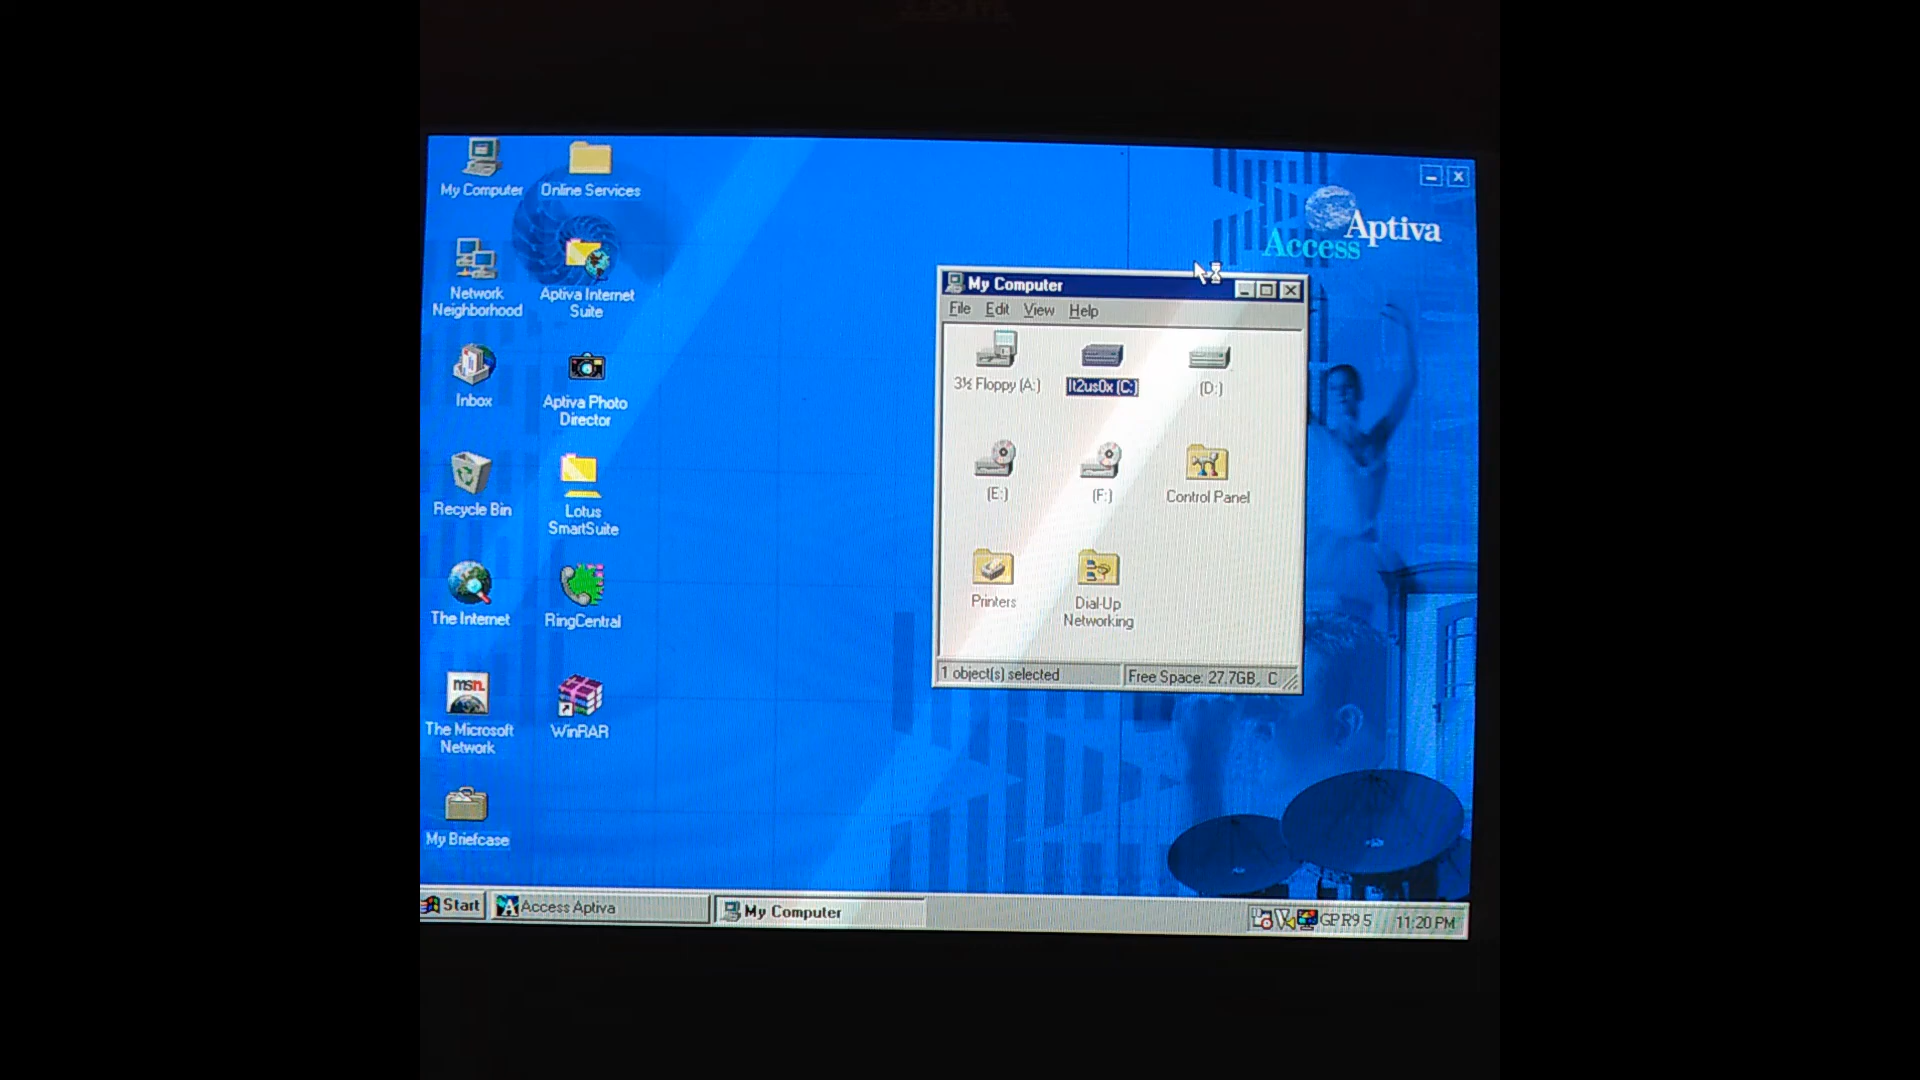 My Computer
Online Services
Network
Neighborhood
Aptiva Internet
Suite
Inbox
Aptiva Photo
Director
Recycle Bin
Lotus
SmartSuite
The Internet
RingCentral
msn.
The Microsoft
Network
WinRAR
My Briefcase
Access Aptiva
My Computer
File Edit View Help
3½ Floppy (A:)
lt2us0x (C:)
(D:)
(E:)
(F:)
Control Panel
Printers
Dial-Up
Networking
1 object(s) selected
Free Space: 27.7GB, C
Start
Access Aptiva
My Computer
GPR95
11:20 PM